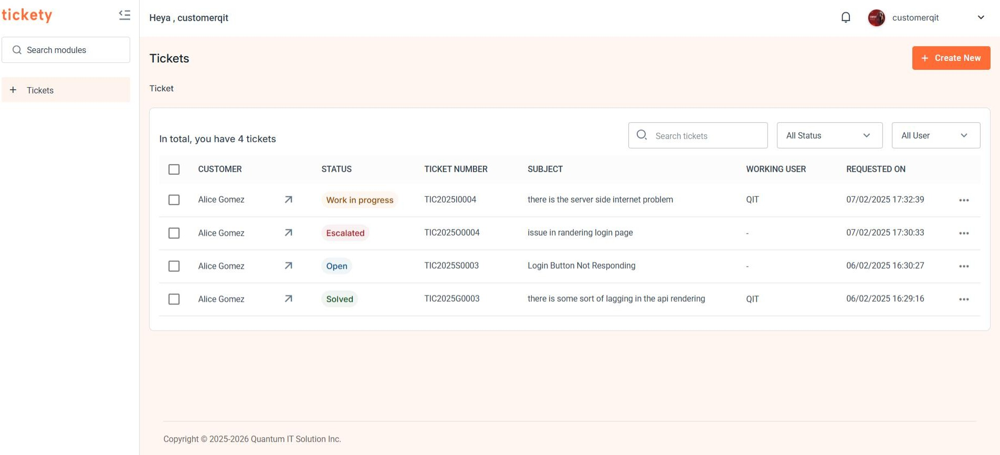 tickety
Heya , customerqit
customerqit
Search modules
Tickets
Tickets
Create New
Ticket
In total, you have 4 tickets
Search tickets
All Status
All User
CUSTOMER STATUS TICKET NUMBER SUBJECT WORKING USER REQUESTED ON
Alice Gomez Work in progress TIC2025I0004 there is the server side internet problem QIT 07/02/2025 17:32:39
Alice Gomez Escalated TIC2025O0004 issue in randering login page - 07/02/2025 17:30:33
Alice Gomez Open TIC2025S0003 Login Button Not Responding - 06/02/2025 16:30:27
Alice Gomez Solved TIC2025G0003 there is some sort of lagging in the api rendering QIT 06/02/2025 16:29:16
Copyright © 2025-2026 Quantum IT Solution Inc.